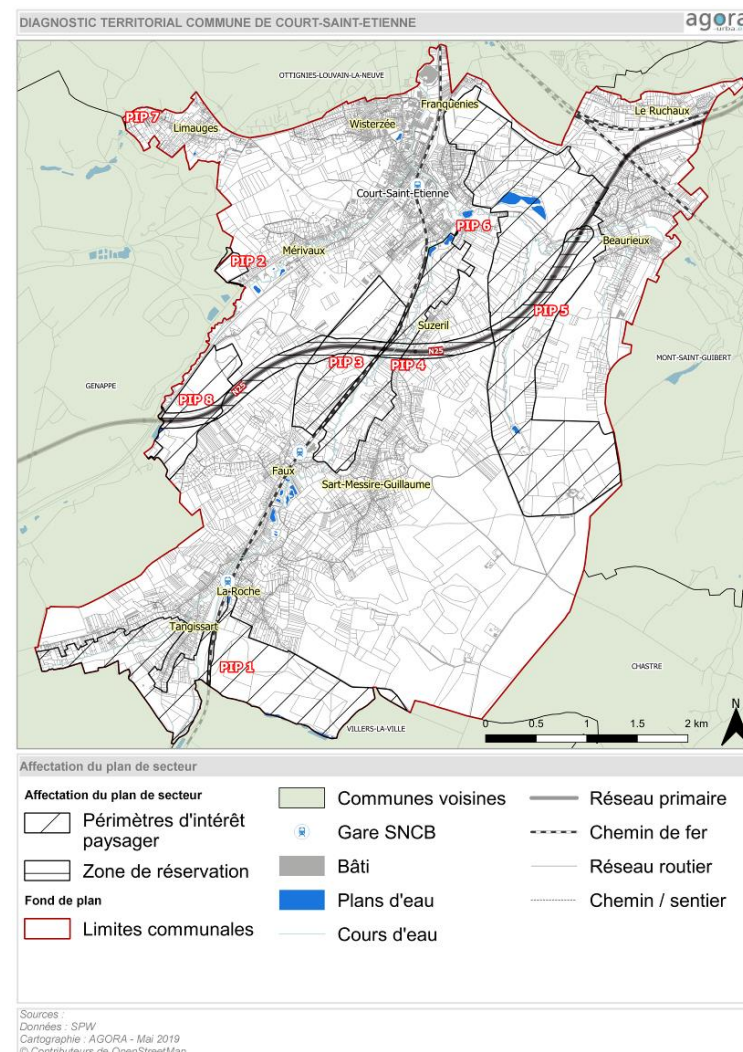 DIAGNOSTIC TERRITORIAL COMMUNE DE COURT-SAINT-ETIENNE
agora
OTTIGNIES-LOUVAIN-LA-NEUVE
Franquenies
Le Ruchaux
PIP 7
Limauges
Wisterzée
Court-Saint-Etienne
PIP 6
Beaurieux
Mérivaux
PIP 2
PIP 5
Suzeril
N25
MONT-SAINT-GUIBERT
PIP 3
PIP 4
GENAPPE
N25
PIP 8
Faux
Sart-Messire-Guillaume
La-Roche
Tangissart
PIP 1
CHASTRE
VILLERS-LA-VILLE
N
0 0.5 1 1.5 2 km
Affectation du plan de secteur
Affectation du plan de secteur
Périmètres d'intérêt
paysager
Zone de réservation
Fond de plan
Limites communales
Communes voisines
Gare SNCB
Bâti
Plans d'eau
Cours d'eau
Réseau primaire
Chemin de fer
Réseau routier
Chemin / sentier
Sources :
Données : SPW
Cartographie : AGORA - Mai 2019
© Contributeurs de OpenStreetMap